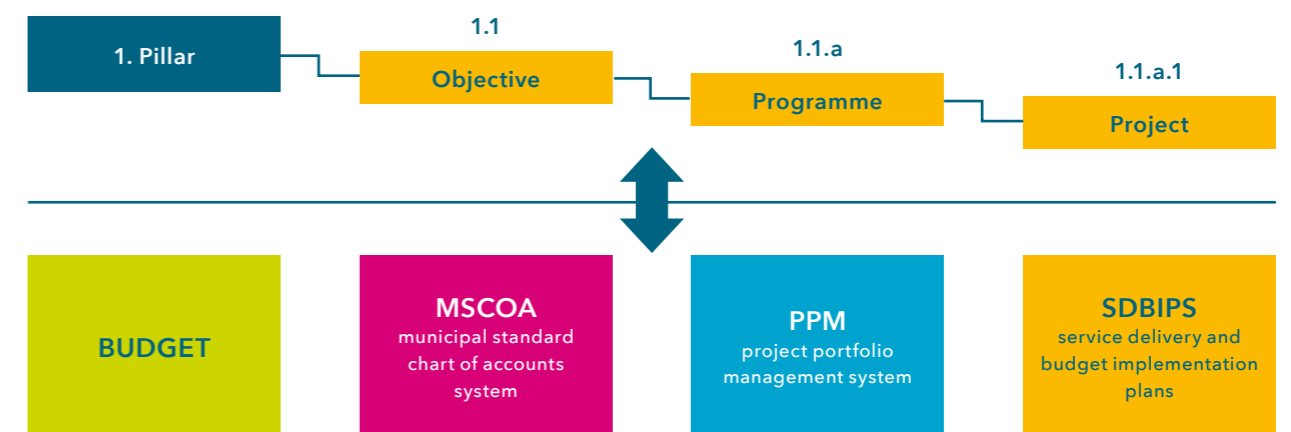 1. Pillar
1.1
Objective
1.1.a
Programme
1.1.a.1
Project
BUDGET
MSCOA
municipal standard
chart of accounts
system
PPM
project portfolio
management system
SDBIPS
service delivery and
budget implementation
plans